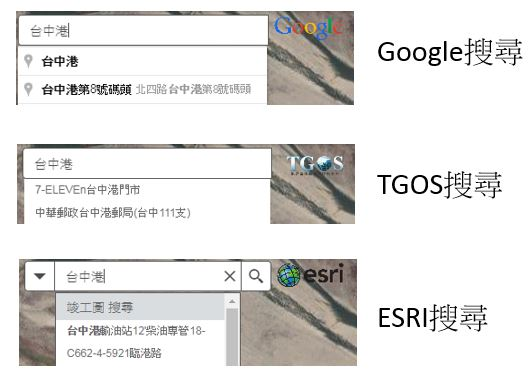 台中港
Google
台中港
台中港第8號碼頭 北四路台中港第8號碼頭
Google搜尋
台中港
TGOS
7-ELEVEn台中港門市
中華郵政台中港郵局(台中111支)
TGOS搜尋
台中港
esri
竣工圖 搜尋
台中港輸油站12"柴油專管18-
C662-4-5921臨港路
ESRI搜尋